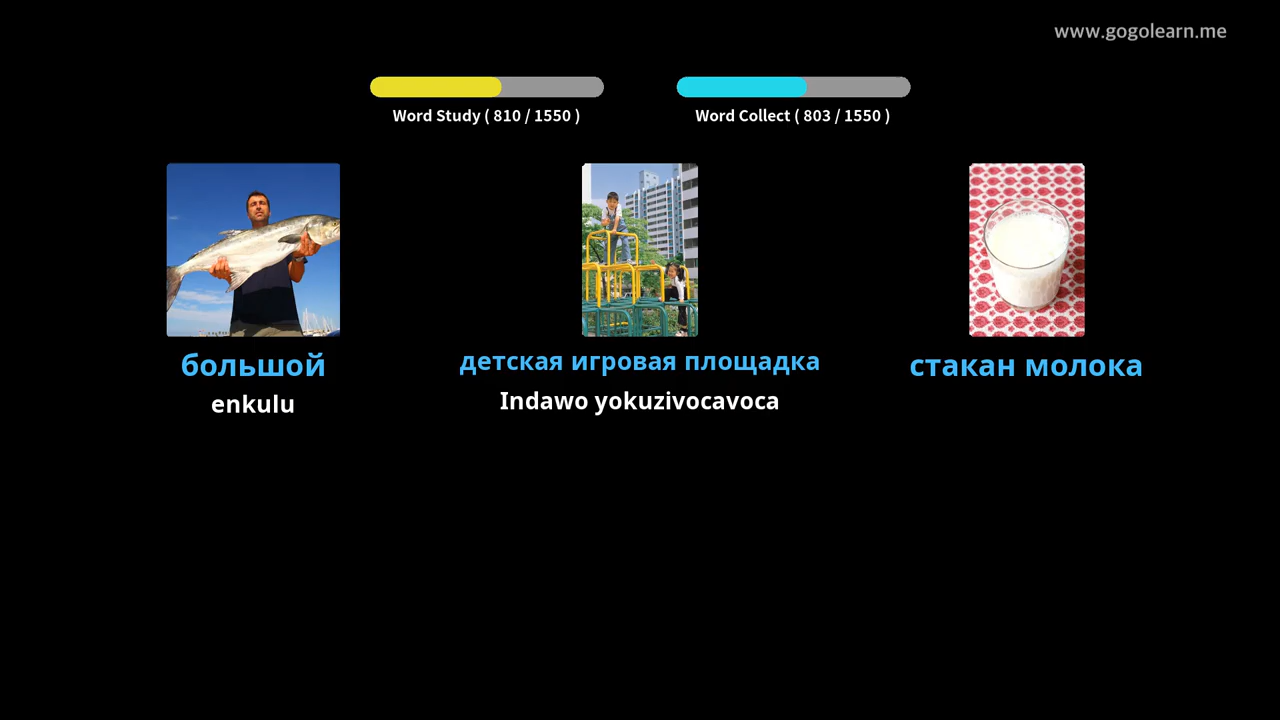 www.gogolearn.me
Word Study ( 810 / 1550 )
Word Collect ( 803 / 1550 )
большой
enkulu
детская игровая площадка
Indawo yokuzivocavoca
стакан молока